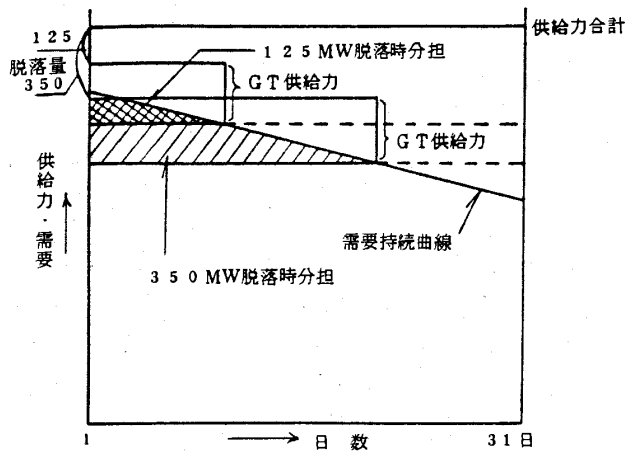 供給力合計
125
脱落量
350
125MW脱落時分担
GT供給力
GT供給力
供給力・需要
需要持続曲線
350MW脱落時分担
1
日数
31日